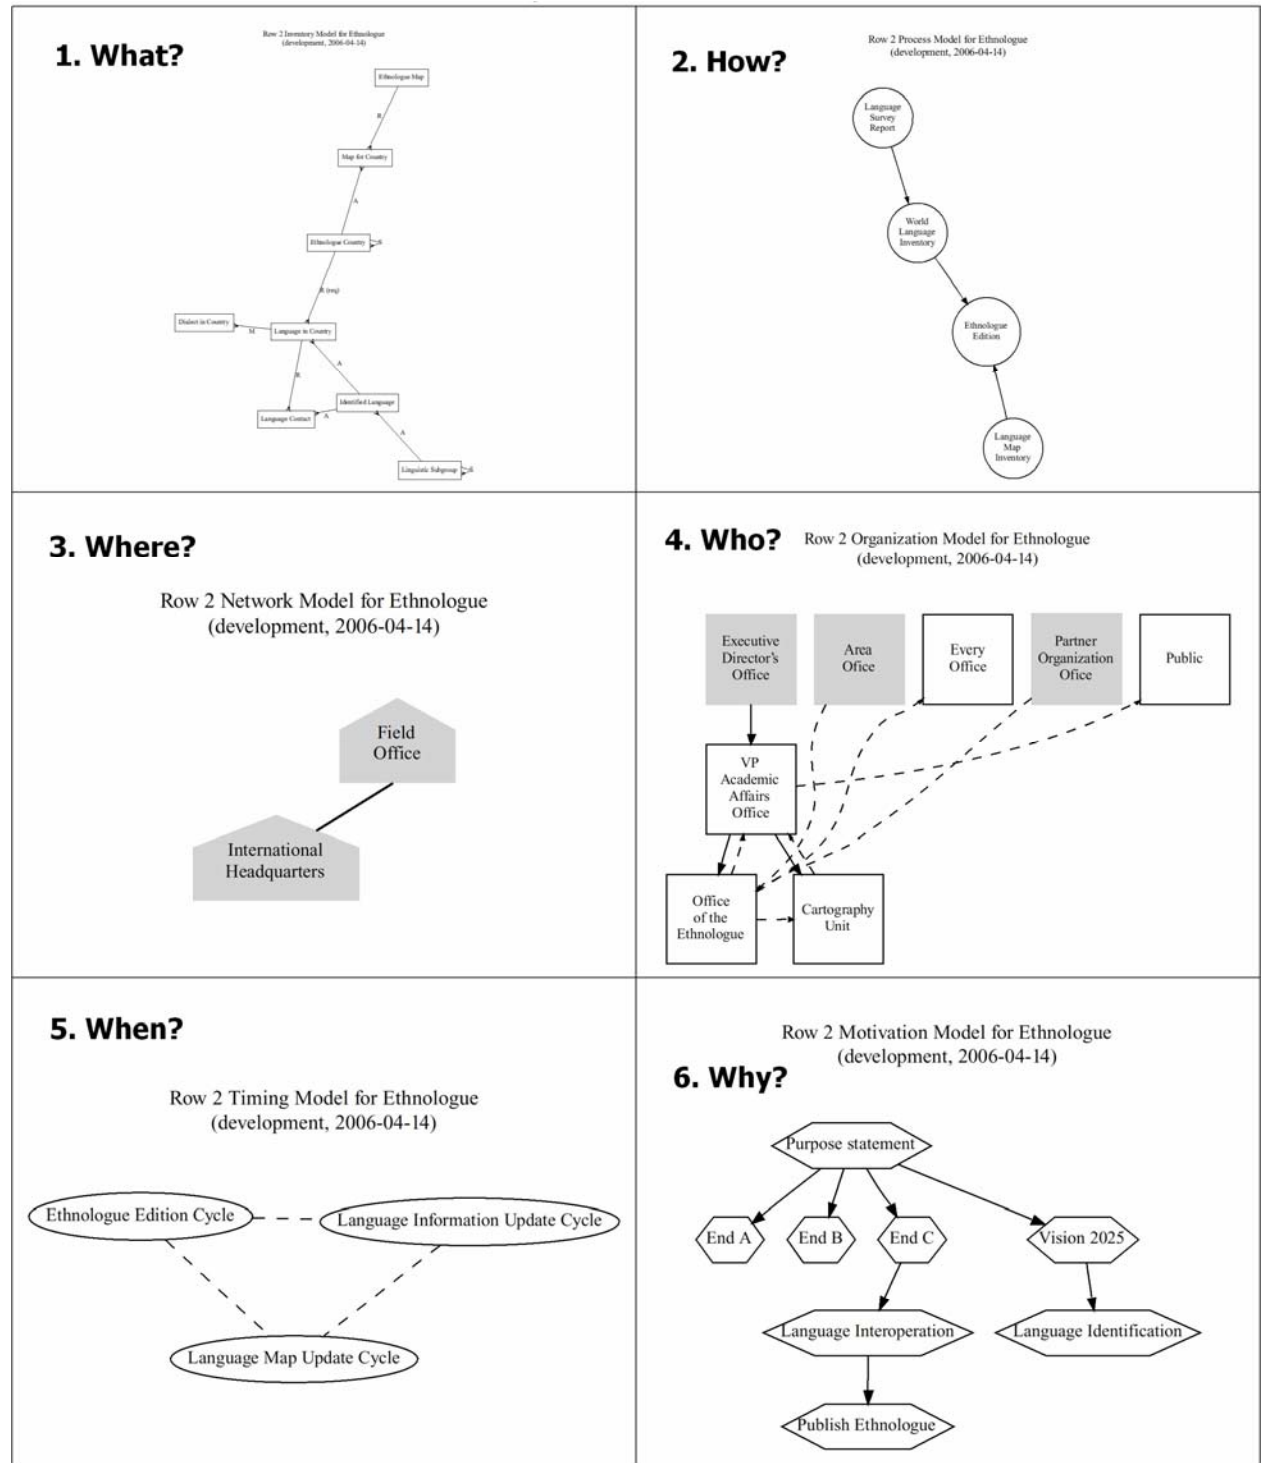 1. What?
Row 2 Inventory Model for Ethnologue
(development, 2006-04-14)
Ethnologue Map
R
Map for Country
A
Ethnologue Country
S
R (req)
Dialect in Country
M
Language in Country
R
A
Identified Language
A
Language Contact
A
Linguistic Subgroup
S
2. How?
Row 2 Process Model for Ethnologue
(development, 2006-04-14)
Language
Survey
Report
World
Language
Inventory
Ethnologue
Edition
Language
Map
Inventory
3. Where?
Row 2 Network Model for Ethnologue
(development, 2006-04-14)
Field
Office
International
Headquarters
4. Who?
Row 2 Organization Model for Ethnologue
(development, 2006-04-14)
Executive
Director's
Office
Area
Ofice
Every
Office
Partner
Organization
Ofice
Public
VP
Academic
Affairs
Office
Office
of the
Ethnologue
Cartography
Unit
5. When?
Row 2 Timing Model for Ethnologue
(development, 2006-04-14)
Ethnologue Edition Cycle
Language Information Update Cycle
Language Map Update Cycle
6. Why?
Row 2 Motivation Model for Ethnologue
(development, 2006-04-14)
Purpose statement
End A
End B
End C
Vision 2025
Language Interoperation
Language Identification
Publish Ethnologue